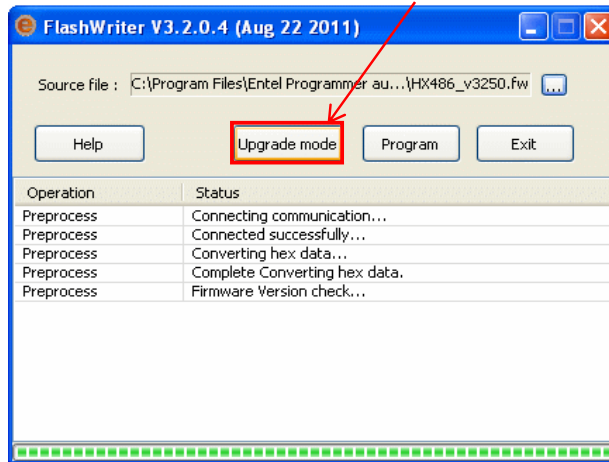 FlashWriter V3.2.0.4 (Aug 22 2011)
Source file : C:\Program Files\Entel Programmer au...\HX486_v3250.fw ...
Help Upgrade mode Program Exit
Operation Status
Preprocess Connecting communication...
Preprocess Connected successfully...
Preprocess Converting hex data...
Preprocess Complete Converting hex data.
Preprocess Firmware Version check...